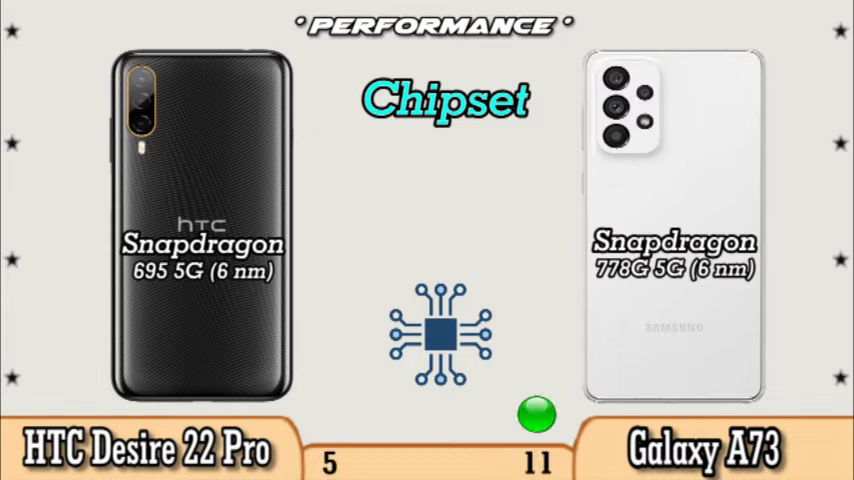 * PERFORMANCE *
Chipset
hTC
Snapdragon
695 5G (6 nm)
Snapdragon
778G 5G (6 nm)
SAMSUNG
HTC Desire 22 Pro
5
11
Galaxy A73